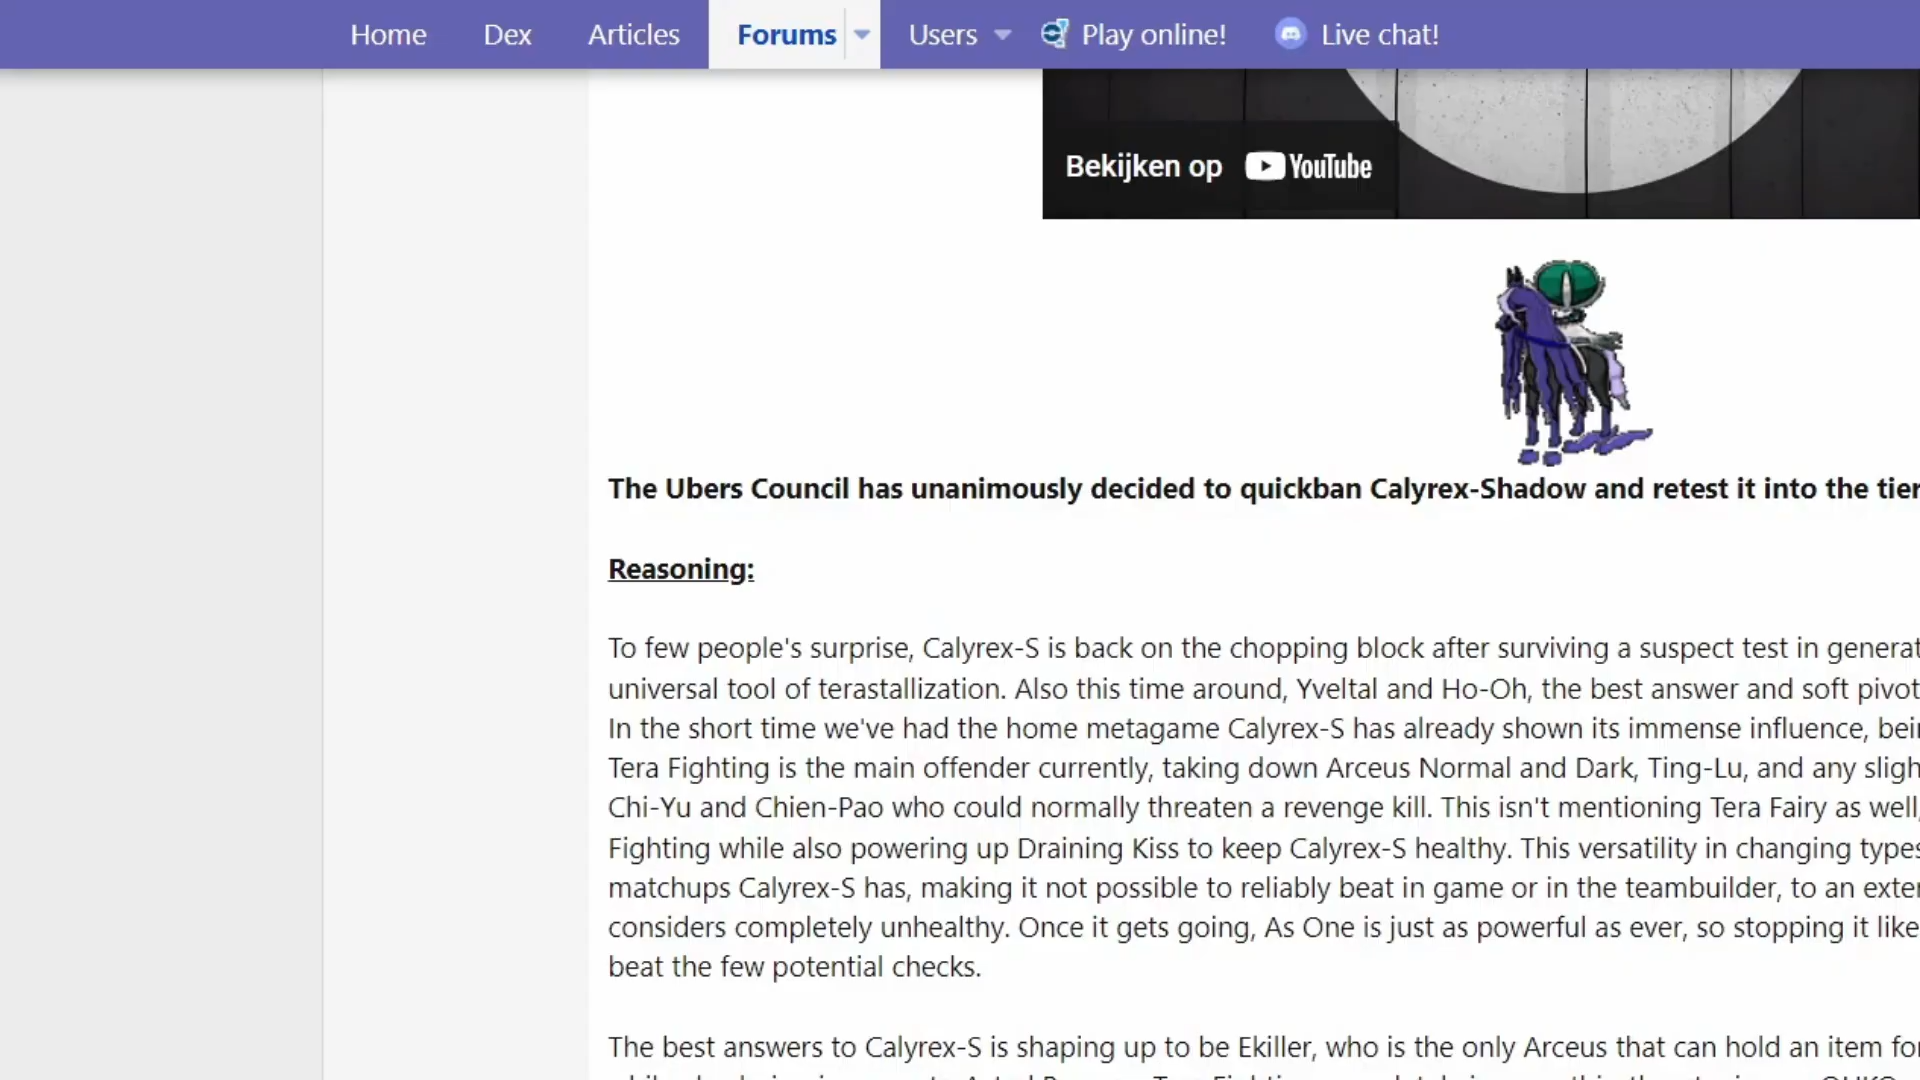 Home Dex Articles Forums Users Play online! Live chat!
Bekijken op YouTube
The Ubers Council has unanimously decided to quickban Calyrex-Shadow and retest it into the tier
Reasoning:
To few people's surprise, Calyrex-S is back on the chopping block after surviving a suspect test in generat
universal tool of terastallization. Also this time around, Yveltal and Ho-Oh, the best answer and soft pivot
In the short time we've had the home metagame Calyrex-S has already shown its immense influence, bein
Tera Fighting is the main offender currently, taking down Arceus Normal and Dark, Ting-Lu, and any sligh
Chi-Yu and Chien-Pao who could normally threaten a revenge kill. This isn't mentioning Tera Fairy as well,
Fighting while also powering up Draining Kiss to keep Calyrex-S healthy. This versatility in changing types
matchups Calyrex-S has, making it not possible to reliably beat in game or in the teambuilder, to an exter
considers completely unhealthy. Once it gets going, As One is just as powerful as ever, so stopping it like
beat the few potential checks.
The best answers to Calyrex-S is shaping up to be Ekiller, who is the only Arceus that can hold an item for